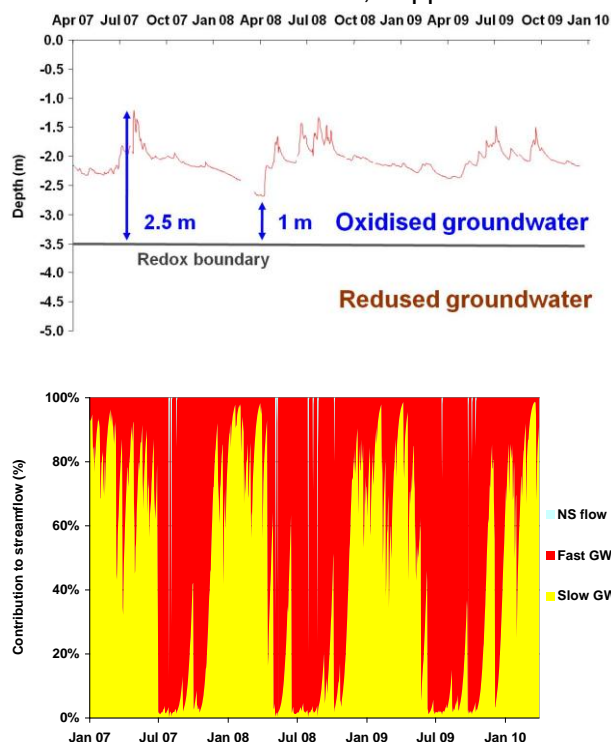 Apr 07 Jul 07 Oct 07 Jan 08 Apr 08 Jul 08 Oct 08 Jan 09 Apr 09 Jul 09 Oct 09 Jan 10
0.0
-0.5
-1.0
-1.5
-2.0
-2.5
-3.0
-3.5
-4.0
-4.5
-5.0
Depth (m)
2.5 m
1 m
Oxidised groundwater
Redox boundary
Redused groundwater
100%
80%
60%
40%
20%
0%
Contribution to streamflow (%)
NS flow
Fast GW
Slow GW
Jan 07 Jul 07 Jan 08 Jul 08 Jan 09 Jul 09 Jan 10